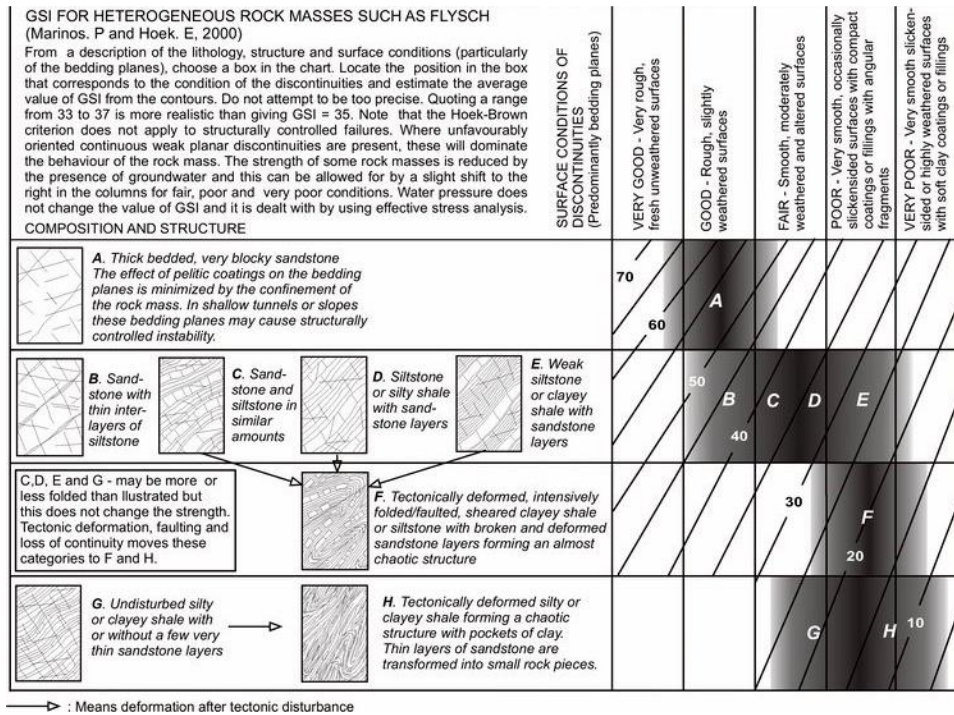 GSI FOR HETEROGENEOUS ROCK MASSES SUCH AS FLYSCH
(Marinos. P and Hoek. E, 2000)
From a description of the lithology, structure and surface conditions (particularly
of the bedding planes), choose a box in the chart. Locate the position in the box
that corresponds to the condition of the discontinuities and estimate the average
value of GSI from the contours. Do not attempt to be too precise. Quoting a range
from 33 to 37 is more realistic than giving GSI = 35. Note that the Hoek-Brown
criterion does not apply to structurally controlled failures. Where unfavourably
oriented continuous weak planar discontinuities are present, these will dominate
the behaviour of the rock mass. The strength of some rock masses is reduced by
the presence of groundwater and this can be allowed for by a slight shift to the
right in the columns for fair, poor and very poor conditions. Water pressure does
not change the value of GSI and it is dealt with by using effective stress analysis.
COMPOSITION AND STRUCTURE
SURFACE CONDITIONS OF
DISCONTINUITIES
(Predominantly bedding planes)
VERY GOOD - Very rough,
fresh unweathered surfaces
GOOD - Rough, slightly
weathered surfaces
FAIR - Smooth, moderately
weathered and altered surfaces
POOR - Very smooth, occasionally
slickensided surfaces with compact
coatings or fillings with angular
fragments
VERY POOR - Very smooth slicken-
sided or highly weathered surfaces
with soft clay coatings or fillings
A. Thick bedded, very blocky sandstone
The effect of pelitic coatings on the bedding
planes is minimized by the confinement of
the rock mass. In shallow tunnels or slopes
these bedding planes may cause structurally
controlled instability.
70
60
A
B. Sand-
stone with
thin inter-
layers of
siltstone
C. Sand-
stone and
siltstone in
similar
amounts
D. Siltstone
or silty shale
with sand-
stone layers
E. Weak
siltstone
or clayey
shale with
sandstone
layers
50
B
C
D
E
40
C,D, E and G - may be more or
less folded than llustrated but
this does not change the strength.
Tectonic deformation, faulting and
loss of continuity moves these
categories to F and H.
F. Tectonically deformed, intensively
folded/faulted, sheared clayey shale
or siltstone with broken and deformed
sandstone layers forming an almost
chaotic structure
30
F
20
G. Undisturbed silty
or clayey shale with
or without a few very
thin sandstone layers
H. Tectonically deformed silty or
clayey shale forming a chaotic
structure with pockets of clay.
Thin layers of sandstone are
transformed into small rock pieces.
G
H
10
: Means deformation after tectonic disturbance